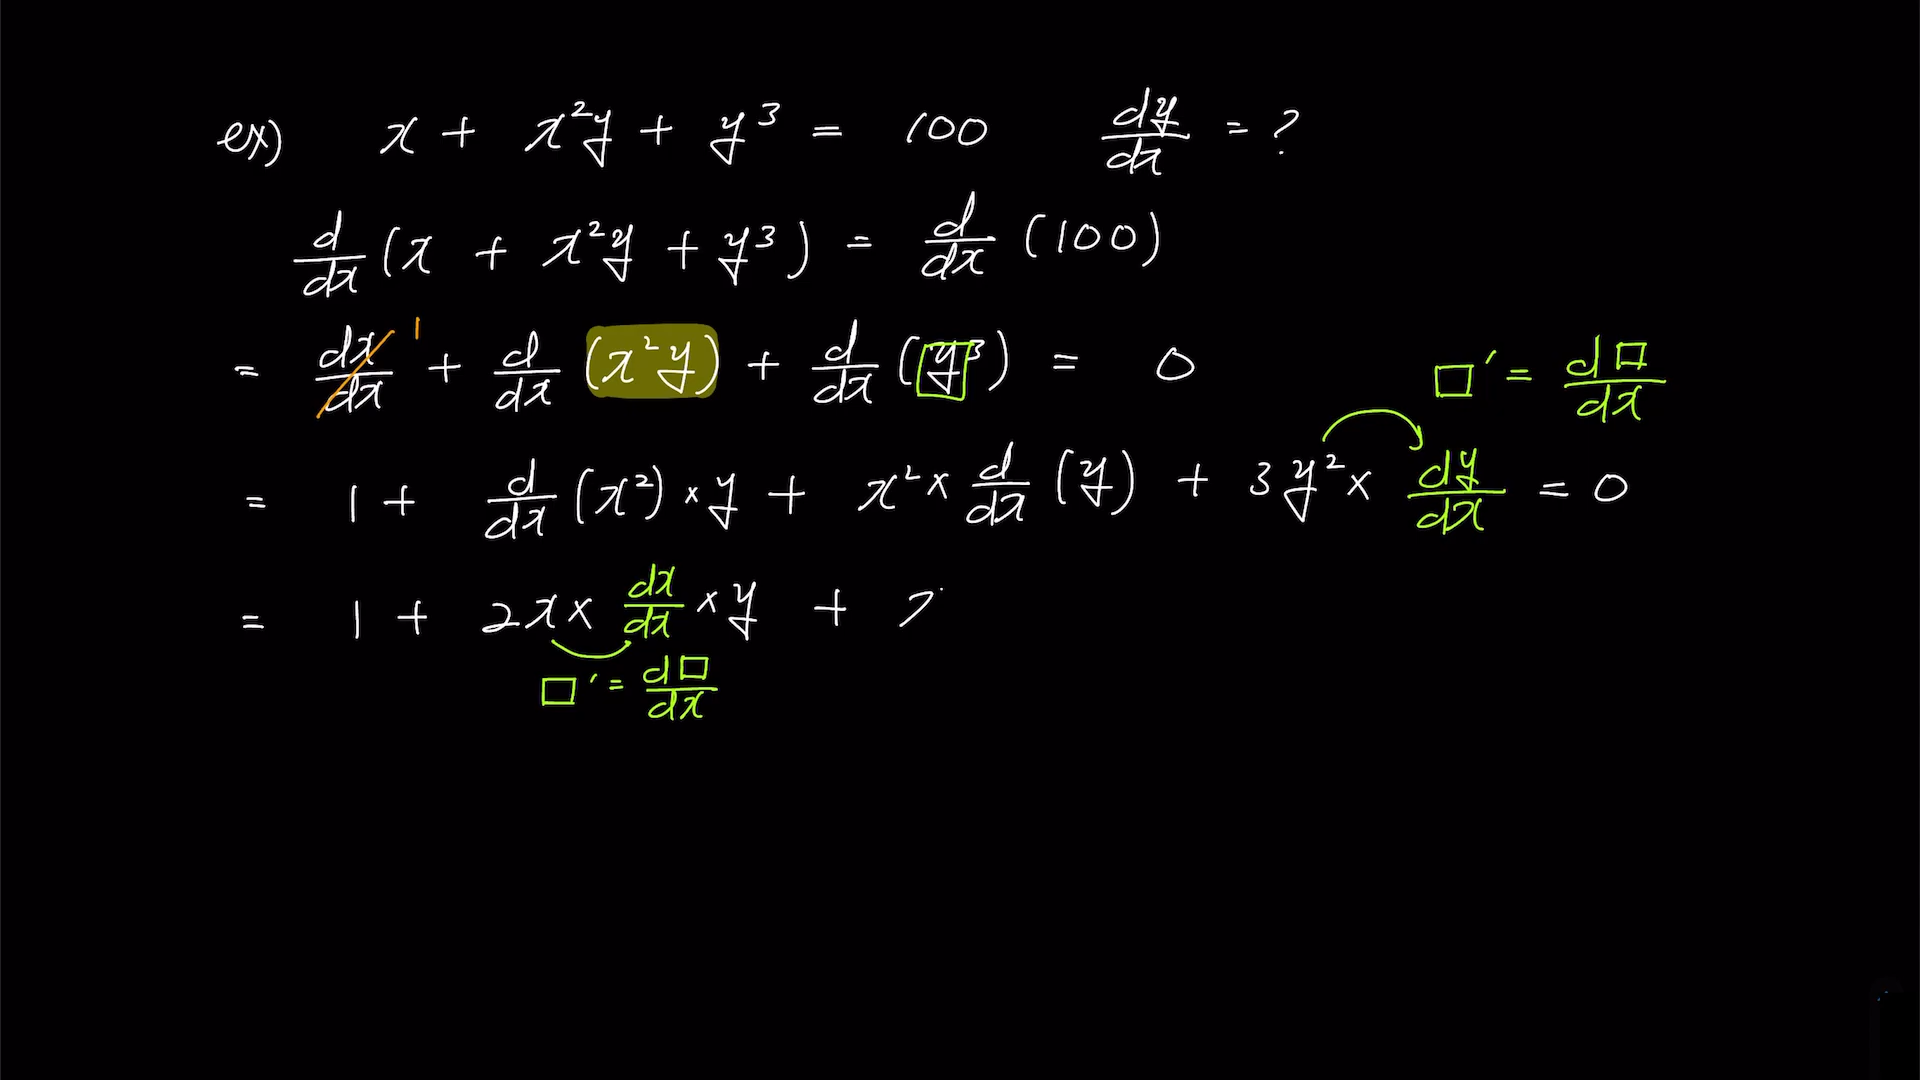 ex) x + x²y + y³ = 100 dy/dx = ?
d/dx (x + x²y + y³) = d/dx (100)
= dx/dx 1 + d/dx (x²y) + d/dx (y³) = 0 □' = d□/dx
= 1 + d/dx (x²) × y + x² × d/dx (y) + 3y² × dy/dx = 0
= 1 + 2x × dx/dx × y +
□' = d□/dx